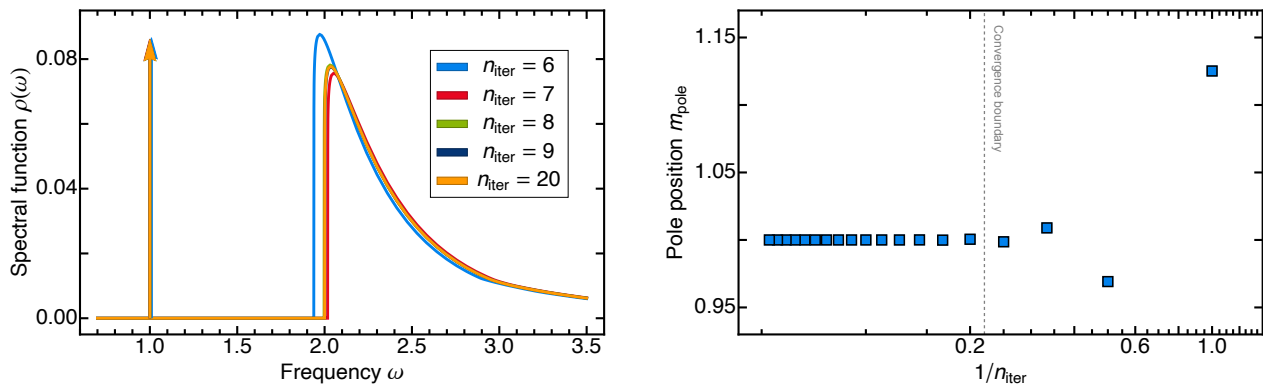 Spectral function ρ(ω)
0.08
0.04
0.00
n_iter = 6
n_iter = 7
n_iter = 8
n_iter = 9
n_iter = 20
1.0 1.5 2.0 2.5 3.0 3.5
Frequency ω
Pole position m_pole
1.15
1.05
0.95
Convergence boundary
0.2 0.6 1.0
1/n_iter